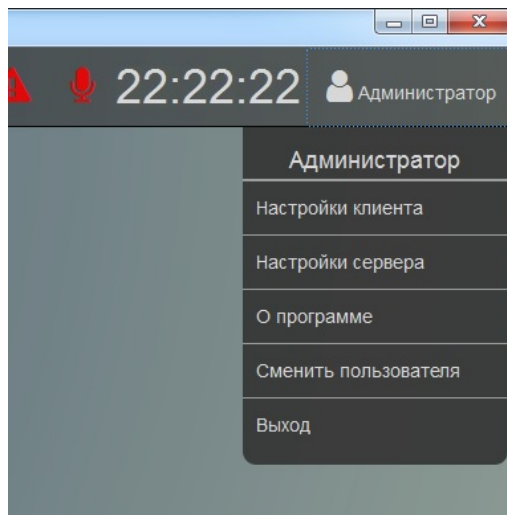 22:22:22 Администратор
Администратор
Настройки клиента
Настройки сервера
О программе
Сменить пользователя
Выход